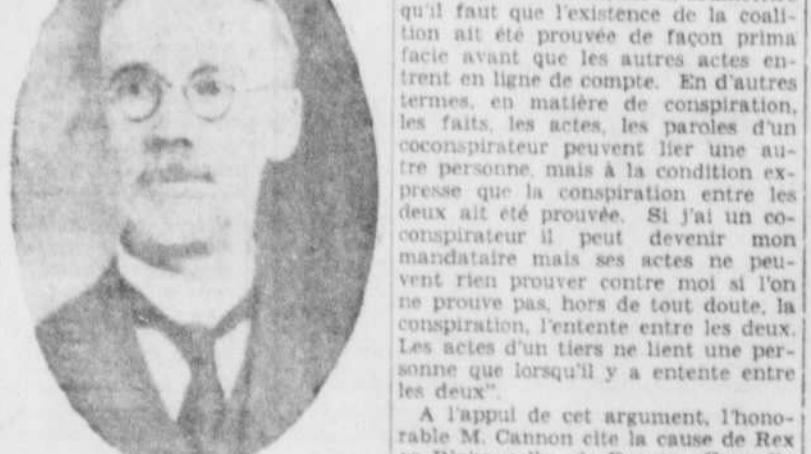 qu'il faut que l'existence de la coali-
tion ait été prouvée de façon prima
facie avant que les autres actes en-
trent en ligne de compte. En d'autres
termes, en matière de conspiration,
les faits, les actes, les paroles d'un
coconspirateur peuvent lier une au-
tre personne, mais à la condition ex-
presse que la conspiration entre les
deux ait été prouvée. Si j'ai un co-
conspirateur il peut devenir mon
mandataire mais ses actes ne peu-
vent rien prouver contre moi si l'on
ne prouve pas, hors de tout doute, la
conspiration, l'entente entre les deux.
Les actes d'un tiers ne lient une per-
sonne que lorsqu'il y a entente entre
les deux".
A l'appui de cet argument, l'hono-
rable M. Cannon cite la cause de Rex